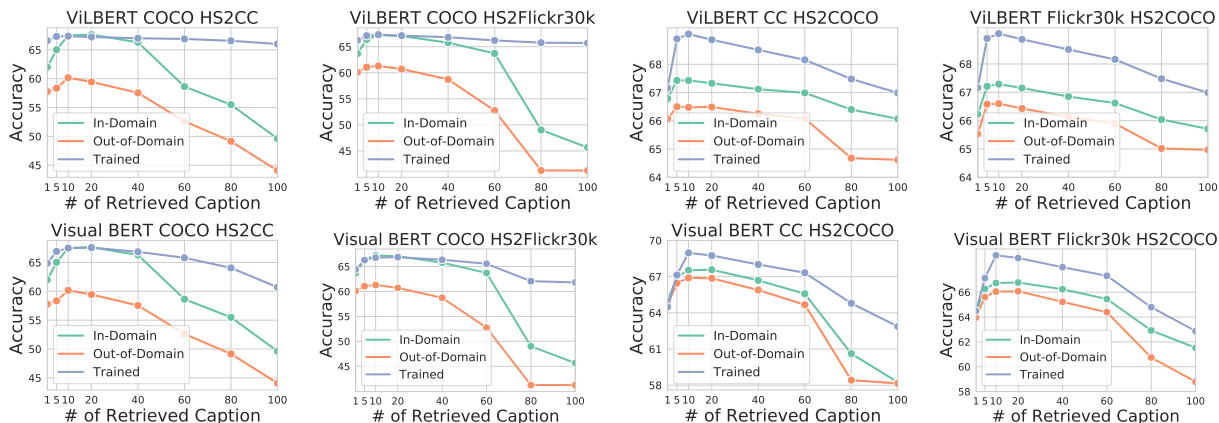 ViLBERT COCO HS2CC
Accuracy
65
60
55
50
45
In-Domain
Out-of-Domain
Trained
1 5 10 20 40 60 80 100
# of Retrieved Caption
ViLBERT COCO HS2Flickr30k
Accuracy
65
60
55
50
45
In-Domain
Out-of-Domain
Trained
1 5 10 20 40 60 80 100
# of Retrieved Caption
ViLBERT CC HS2COCO
Accuracy
68
67
66
65
64
In-Domain
Out-of-Domain
Trained
1 5 10 20 40 60 80 100
# of Retrieved Caption
ViLBERT Flickr30k HS2COCO
Accuracy
68
67
66
65
64
In-Domain
Out-of-Domain
Trained
1 5 10 20 40 60 80 100
# of Retrieved Caption
Visual BERT COCO HS2CC
Accuracy
65
60
55
50
45
In-Domain
Out-of-Domain
Trained
1 5 10 20 40 60 80 100
# of Retrieved Caption
Visual BERT COCO HS2Flickr30k
Accuracy
65
60
55
50
45
In-Domain
Out-of-Domain
Trained
1 5 10 20 40 60 80 100
# of Retrieved Caption
Visual BERT CC HS2COCO
Accuracy
70
67
65
64
61
58
In-Domain
Out-of-Domain
Trained
1 5 10 20 40 60 80 100
# of Retrieved Caption
Visual BERT Flickr30k HS2COCO
Accuracy
66
64
62
60
58
In-Domain
Out-of-Domain
Trained
1 5 10 20 40 60 80 100
# of Retrieved Caption